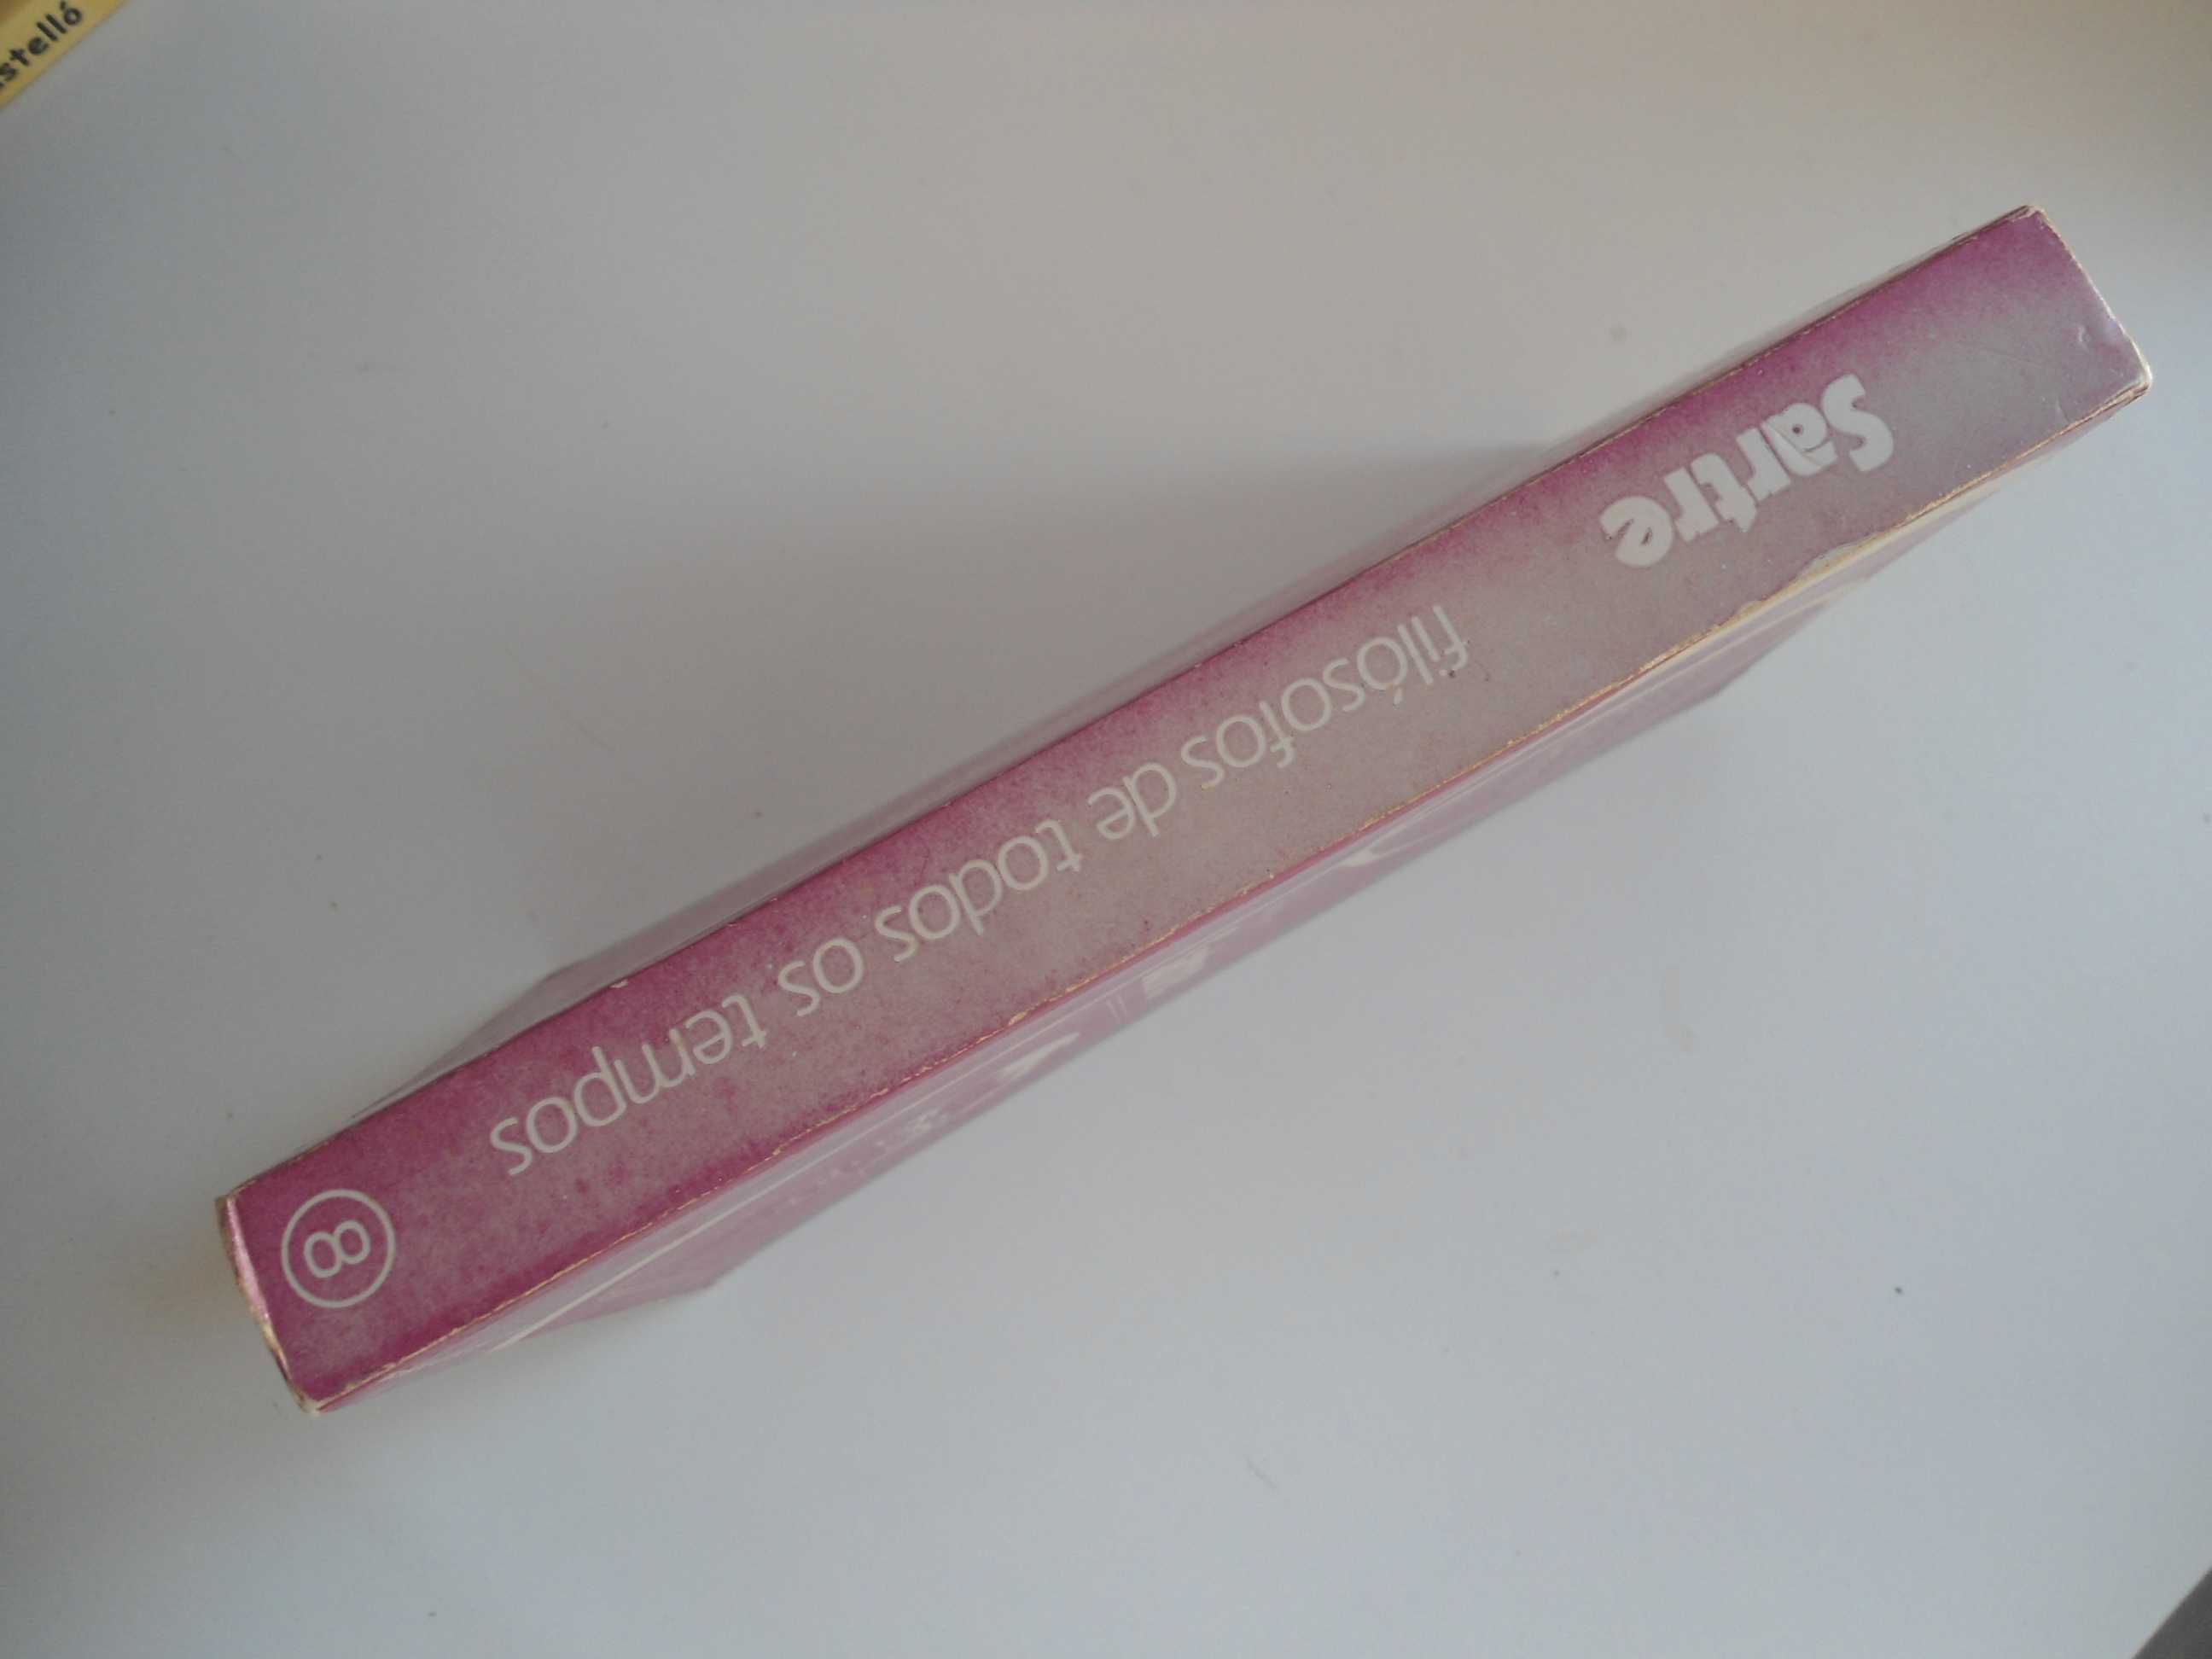 Sartre
filósofos de todos os tempos
8